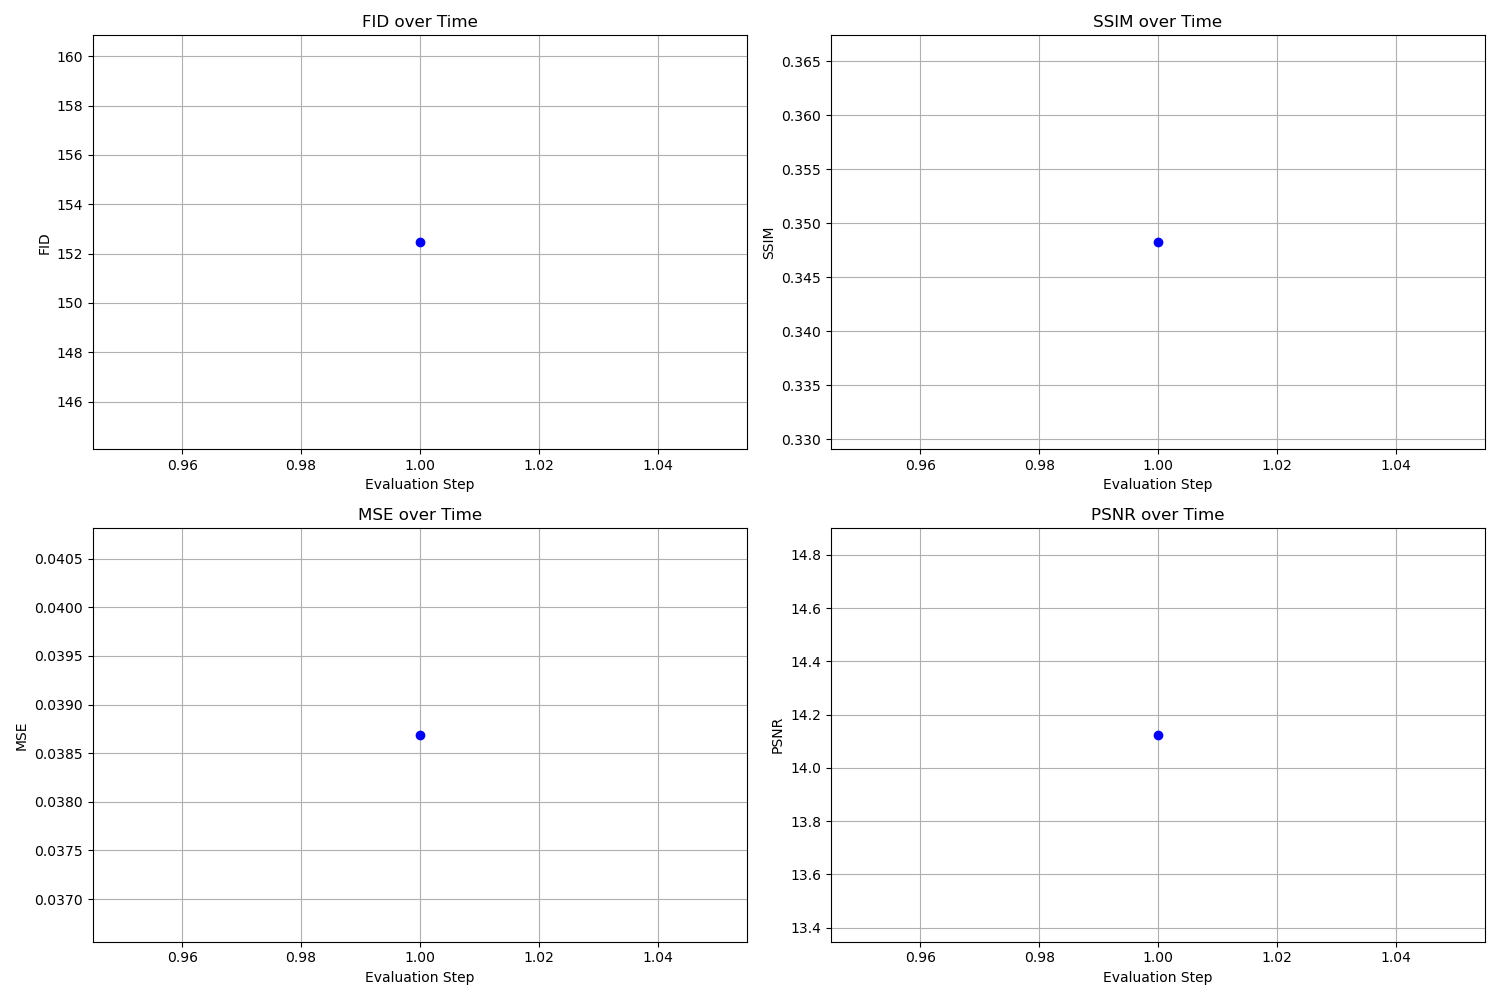 FID over Time
160
158
156
154
152
150
148
146
FID
0.96 0.98 1.00 1.02 1.04
Evaluation Step
SSIM over Time
0.365
0.360
0.355
0.350
0.345
0.340
0.335
0.330
SSIM
0.96 0.98 1.00 1.02 1.04
Evaluation Step
MSE over Time
0.0405
0.0400
0.0395
0.0390
0.0385
0.0380
0.0375
0.0370
MSE
0.96 0.98 1.00 1.02 1.04
Evaluation Step
PSNR over Time
14.8
14.6
14.4
14.2
14.0
13.8
13.6
13.4
PSNR
0.96 0.98 1.00 1.02 1.04
Evaluation Step